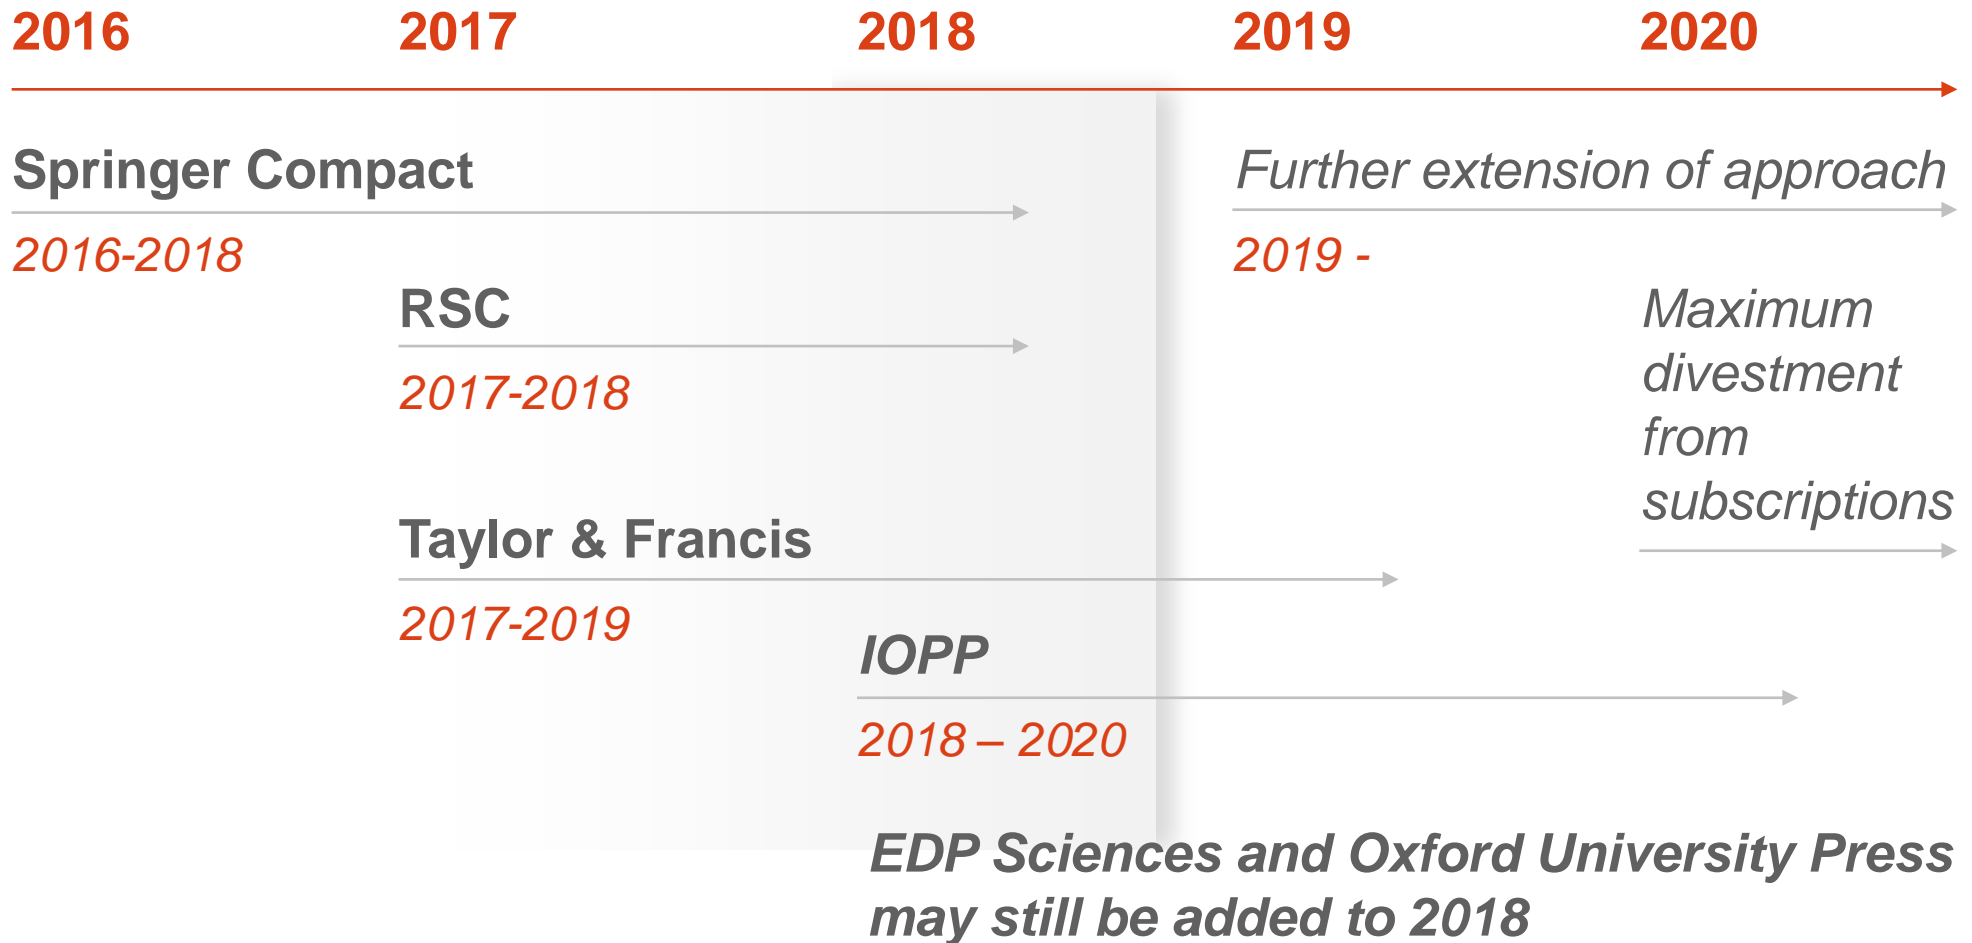 2016 2017 2018 2019 2020
Springer Compact
2016-2018
Further extension of approach
2019 -
RSC
2017-2018
Maximum
divestment
from
subscriptions
Taylor & Francis
2017-2019
IOPP
2018 – 2020
EDP Sciences and Oxford University Press
may still be added to 2018